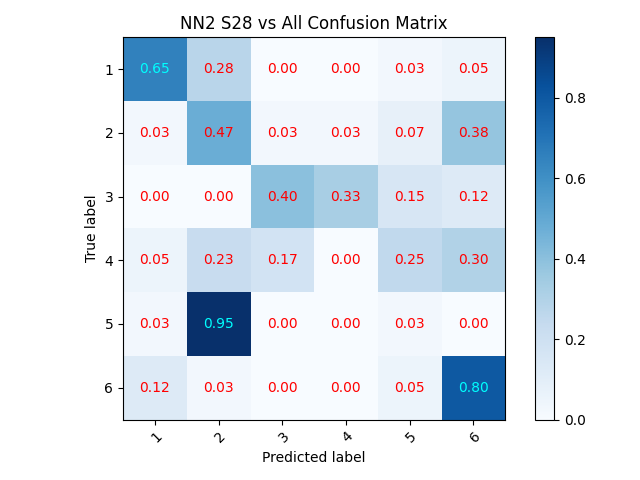 NN2 S28 vs All Confusion Matrix
1 0.65 0.28 0.00 0.00 0.03 0.05
2 0.03 0.47 0.03 0.03 0.07 0.38
3 0.00 0.00 0.40 0.33 0.15 0.12
4 0.05 0.23 0.17 0.00 0.25 0.30
5 0.03 0.95 0.00 0.00 0.03 0.00
6 0.12 0.03 0.00 0.00 0.05 0.80
1 2 3 4 5 6
Predicted label
True label
0.8
0.6
0.4
0.2
0.0